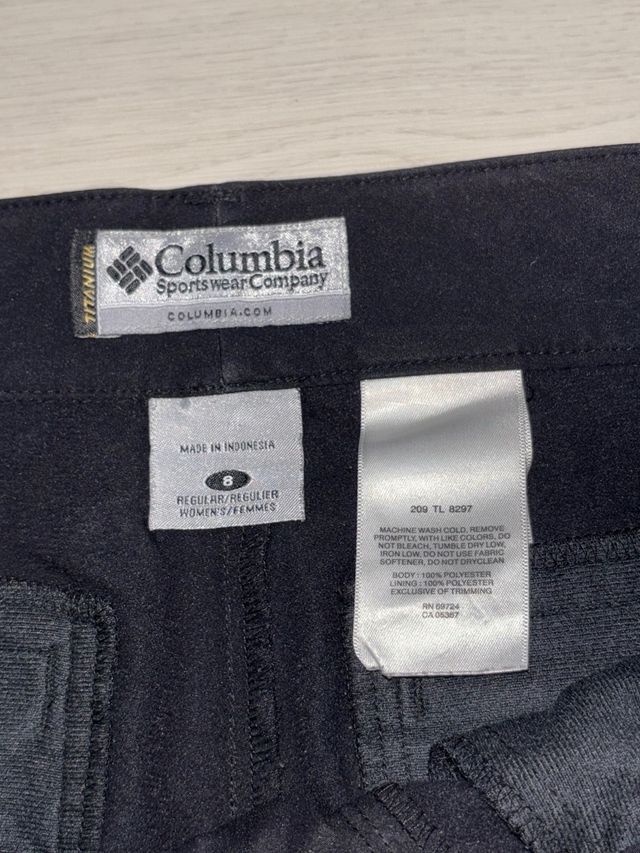 TITANIUM
Columbia
Sportswear Company
COLUMBIA.COM
MADE IN INDONESIA
8
REGULAR/REGULIER
WOMEN'S/FEMMES
209 TL 8297
MACHINE WASH COLD, REMOVE
PROMPTLY, WITH LIKE COLORS, DO
NOT BLEACH, TUMBLE DRY LOW,
IRON LOW, DO NOT USE FABRIC
SOFTENER, DO NOT DRYCLEAN
BODY : 100% POLYESTER
LINING : 100% POLYESTER
EXCLUSIVE OF TRIMMING
RN 69724
CA 05367